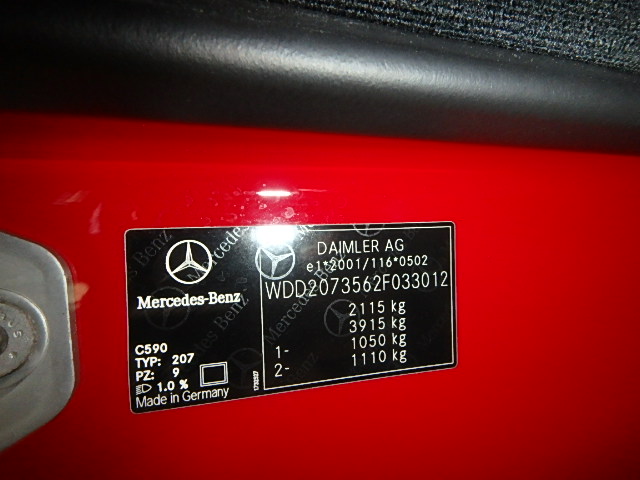 Mercedes-Benz
C590
TYP: 207
PZ: 9
1.0 %
Made in Germany
DAIMLER AG
e1*2001/116*0502
WDD2073562F033012
2115 kg
3915 kg
1- 1050 kg
2- 1110 kg